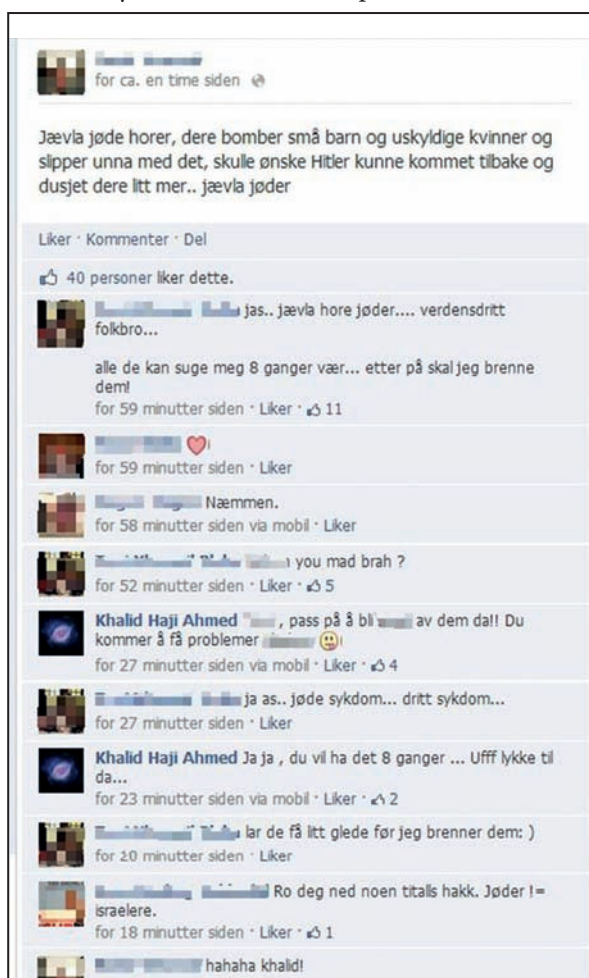 for ca. en time siden
Jævla jøde horer, dere bomber små barn og uskyldige kvinner og
slipper unna med det, skulle ønske Hitler kunne kommet tilbake og
dusjet dere litt mer.. jævla jøder
Liker · Kommenter · Del
40 personer liker dette.
jas.. jævla hore jøder.... verdensdritt
folkbro...
alle de kan suge meg 8 ganger vær... etter på skal jeg brenne
dem!
for 59 minutter siden · Liker · 11
for 59 minutter siden · Liker
Næmmen.
for 58 minutter siden via mobil · Liker
you mad brah ?
for 52 minutter siden · Liker · 5
Khalid Haji Ahmed , pass på å bli av dem da!! Du
kommer å få problemer
for 27 minutter siden via mobil · Liker · 4
ja as.. jøde sykdom... dritt sykdom...
for 27 minutter siden · Liker
Khalid Haji Ahmed Ja ja , du vil ha det 8 ganger ... Ufff lykke til
da...
for 23 minutter siden via mobil · Liker · 2
lar de få litt glede før jeg brenner dem: )
for 20 minutter siden · Liker
Ro deg ned noen titalls hakk. Jøder !=
israelere.
for 18 minutter siden · Liker · 1
hahaha khalid!